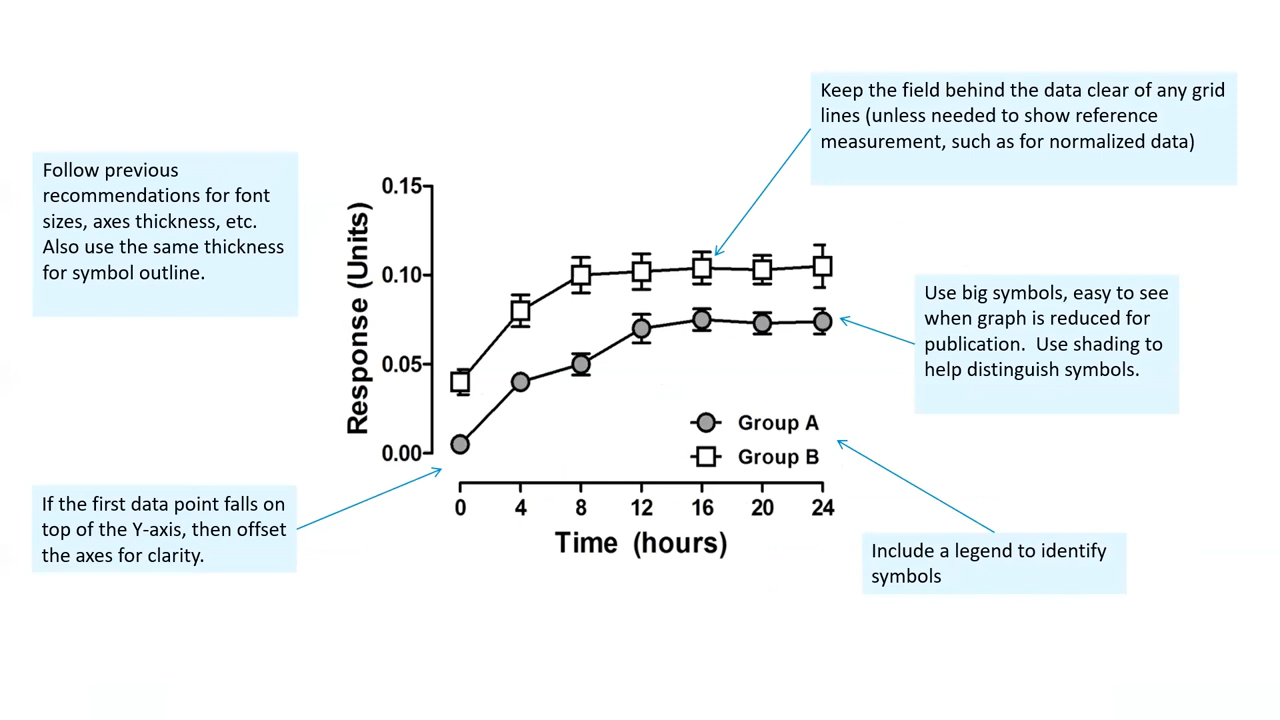 Keep the field behind the data clear of any grid
lines (unless needed to show reference
measurement, such as for normalized data)
Follow previous
recommendations for font
sizes, axes thickness, etc.
Also use the same thickness
for symbol outline.
Response (Units)
0.15
0.10
0.05
0.00
Use big symbols, easy to see
when graph is reduced for
publication. Use shading to
help distinguish symbols.
Group A
Group B
0 4 8 12 16 20 24
Time (hours)
If the first data point falls on
top of the Y-axis, then offset
the axes for clarity.
Include a legend to identify
symbols